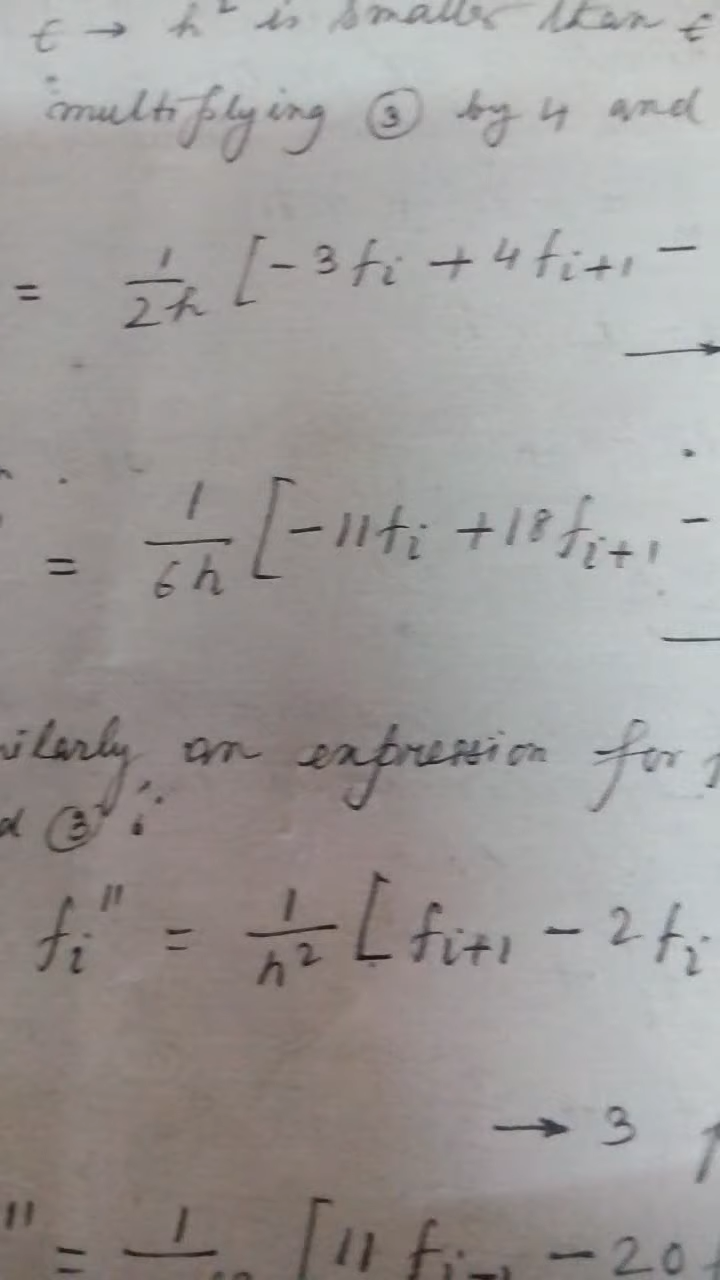 ε → h² is smaller than ε
multiplying ③ by 4 and
= 1/2h [-3fᵢ + 4fᵢ₊₁ -
→
= 1/6h [-11fᵢ + 18fᵢ₊₁ -
ilarly an expression for
③
fᵢ" = 1/h² [fᵢ₊₁ - 2fᵢ
→ 3
" = 1/ [11fᵢ₋₁ - 20